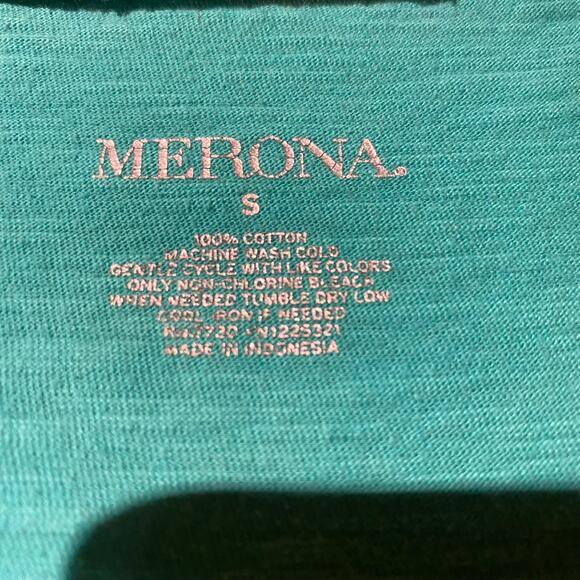 MERONA.
S
100% COTTON
MACHINE WASH COLD
GENTLE CYCLE WITH LIKE COLORS
ONLY NON-CHLORINE BLEACH
WHEN NEEDED TUMBLE DRY LOW
COOL IRON IF NEEDED
MADE IN INDONESIA